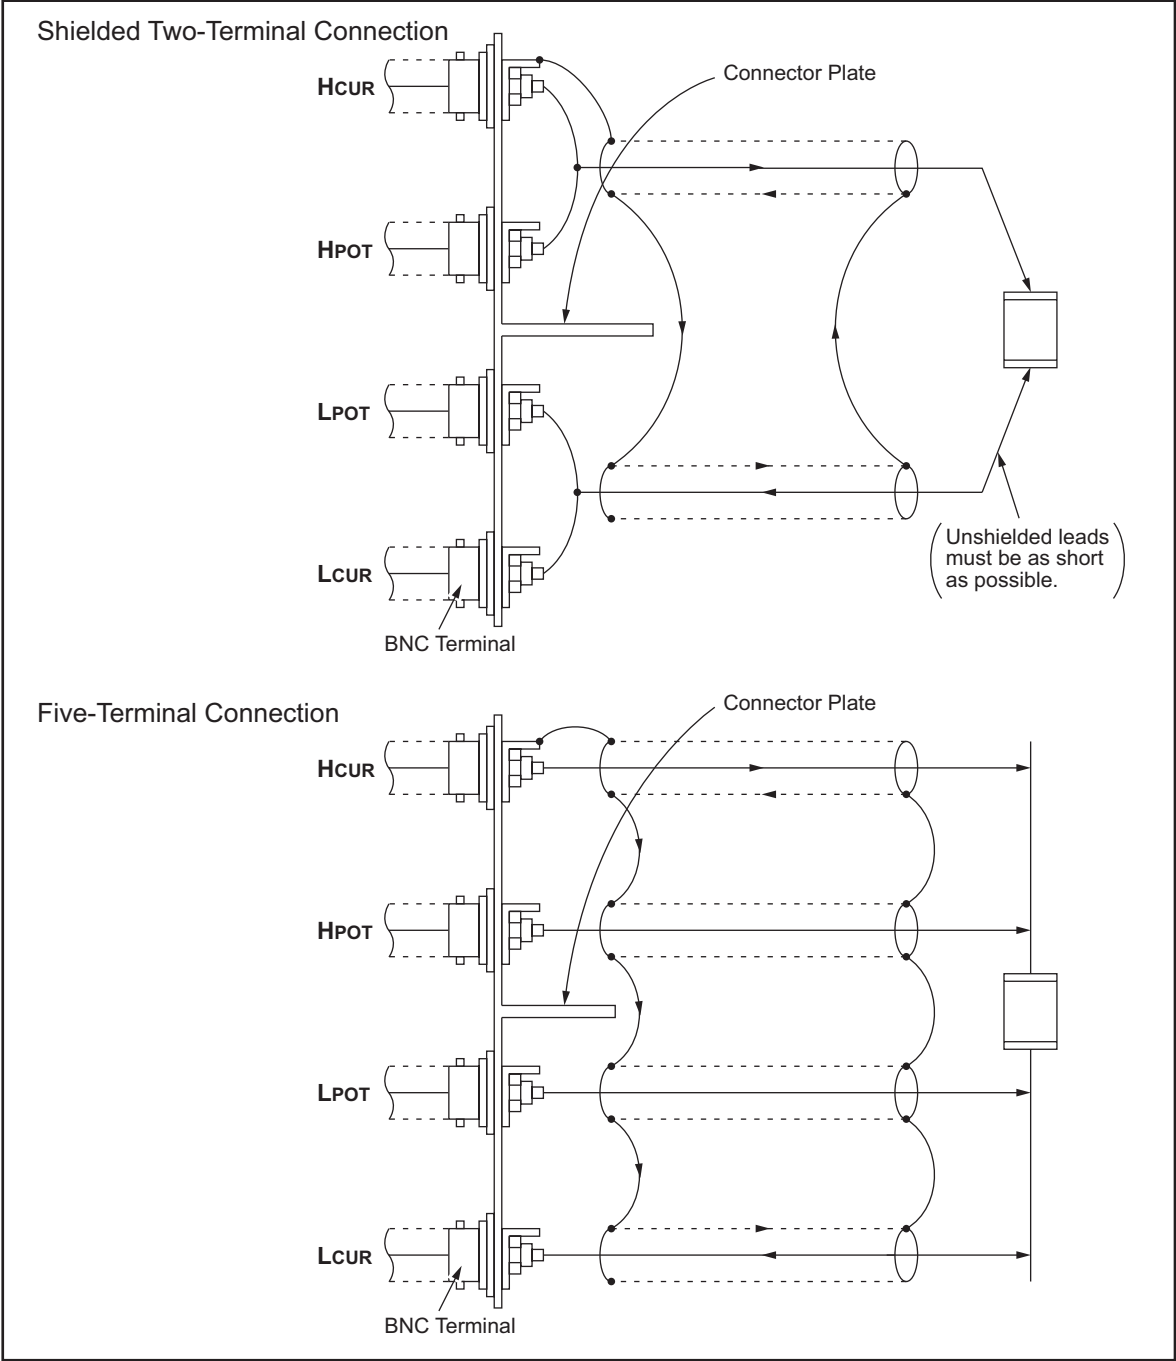 Shielded Two-Terminal Connection
HCUR
Connector Plate
HPOT
LPOT
LCUR
(Unshielded leads
must be as short
as possible.)
BNC Terminal
Five-Terminal Connection
Connector Plate
HCUR
HPOT
LPOT
LCUR
BNC Terminal